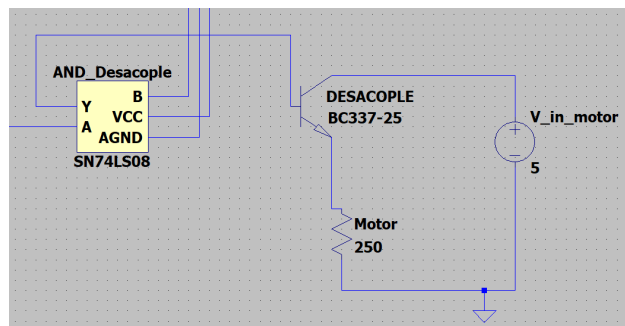 AND_Desacople
B
Y
VCC
A
AGND
SN74LS08
DESACOPLE
BC337-25
V_in_motor
5
Motor
250